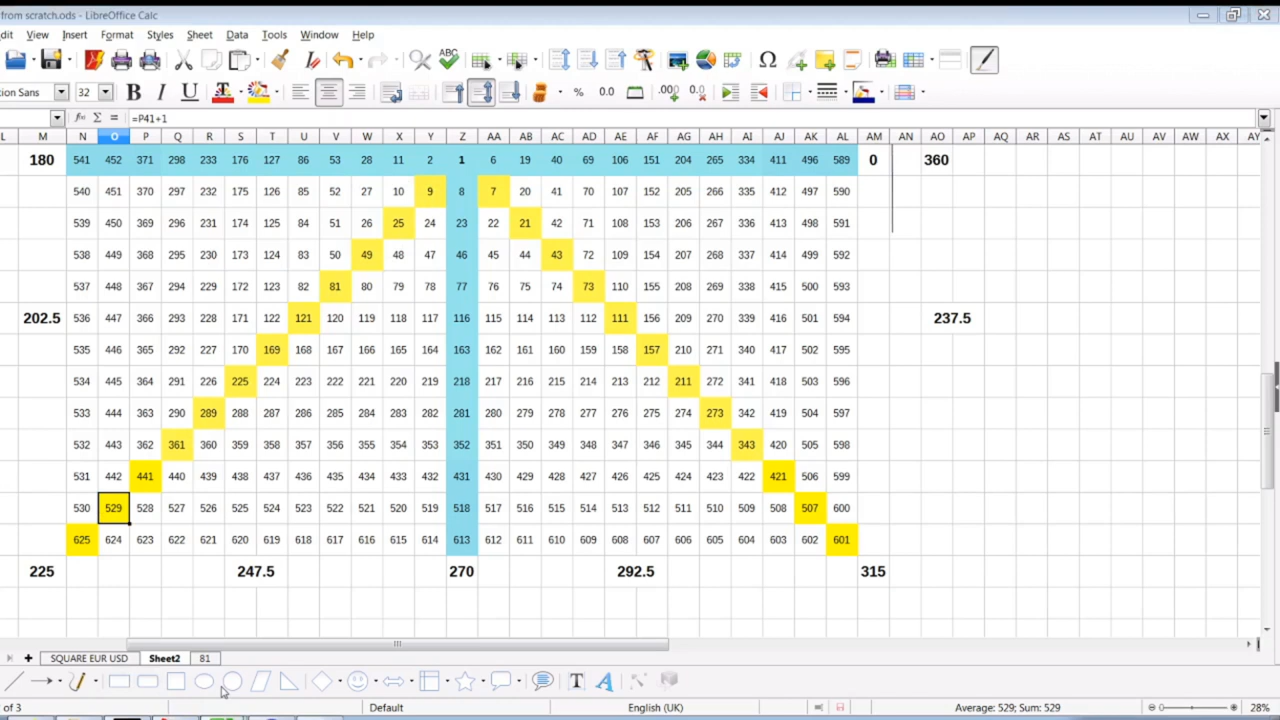 from scratch.ods - LibreOffice Calc
dit View Insert Format Styles Sheet Data Tools Window Help
tion Sans 32 B I U % 0.0 .00 0.0
=P41+1
L M N O P Q R S T U V W X Y Z AA AB AC AD AE AF AG AH AI AJ AK AL AM AN AO AP AQ AR AS AT AU AV AW AX AY
180 541 452 371 298 233 176 127 86 53 28 11 2 1 6 19 40 69 106 151 204 265 334 411 496 589 0 360
540 451 370 297 232 175 126 85 52 27 10 9 8 7 20 41 70 107 152 205 266 335 412 497 590
539 450 369 296 231 174 125 84 51 26 25 24 23 22 21 42 71 108 153 206 267 336 413 498 591
538 449 368 295 230 173 124 83 50 49 48 47 46 45 44 43 72 109 154 207 268 337 414 499 592
537 448 367 294 229 172 123 82 81 80 79 78 77 76 75 74 73 110 155 208 269 338 415 500 593
202.5 536 447 366 293 228 171 122 121 120 119 118 117 116 115 114 113 112 111 156 209 270 339 416 501 594 237.5
535 446 365 292 227 170 169 168 167 166 165 164 163 162 161 160 159 158 157 210 271 340 417 502 595
534 445 364 291 226 225 224 223 222 221 220 219 218 217 216 215 214 213 212 211 272 341 418 503 596
533 444 363 290 289 288 287 286 285 284 283 282 281 280 279 278 277 276 275 274 273 342 419 504 597
532 443 362 361 360 359 358 357 356 355 354 353 352 351 350 349 348 347 346 345 344 343 420 505 598
531 442 441 440 439 438 437 436 435 434 433 432 431 430 429 428 427 426 425 424 423 422 421 506 599
530 529 528 527 526 525 524 523 522 521 520 519 518 517 516 515 514 513 512 511 510 509 508 507 600
625 624 623 622 621 620 619 618 617 616 615 614 613 612 611 610 609 608 607 606 605 604 603 602 601
225 247.5 270 292.5 315
SQUARE EUR USD Sheet2 81
of 3 Default English (UK) Average: 529; Sum: 529 28%